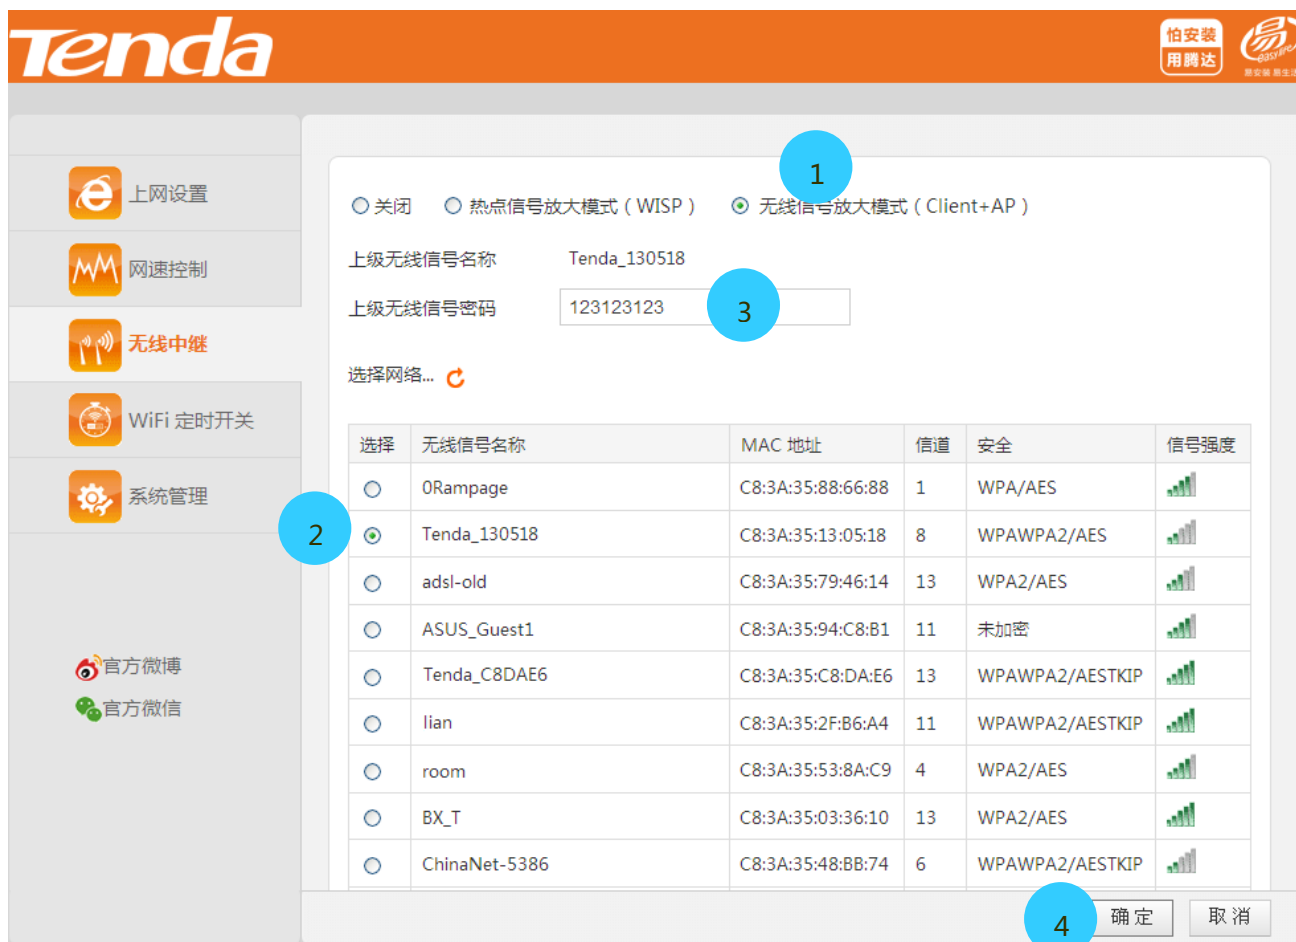 Tenda
怕安装
用腾达
易
easylife
易安装 易生活
上网设置
网速控制
无线中继
WiFi 定时开关
系统管理
官方微博
官方微信
1
关闭 热点信号放大模式 ( WISP ) 无线信号放大模式 ( Client+AP )
上级无线信号名称 Tenda_130518
上级无线信号密码 123123123 3
选择网络...
选择 无线信号名称 MAC 地址 信道 安全 信号强度
0Rampage C8:3A:35:88:66:88 1 WPA/AES
2 Tenda_130518 C8:3A:35:13:05:18 8 WPAWPA2/AES
adsl-old C8:3A:35:79:46:14 13 WPA2/AES
ASUS_Guest1 C8:3A:35:94:C8:B1 11 未加密
Tenda_C8DAE6 C8:3A:35:C8:DA:E6 13 WPAWPA2/AESTKIP
lian C8:3A:35:2F:B6:A4 11 WPAWPA2/AESTKIP
room C8:3A:35:53:8A:C9 4 WPA2/AES
BX_T C8:3A:35:03:36:10 13 WPA2/AES
ChinaNet-5386 C8:3A:35:48:BB:74 6 WPAWPA2/AESTKIP
4 确定 取消